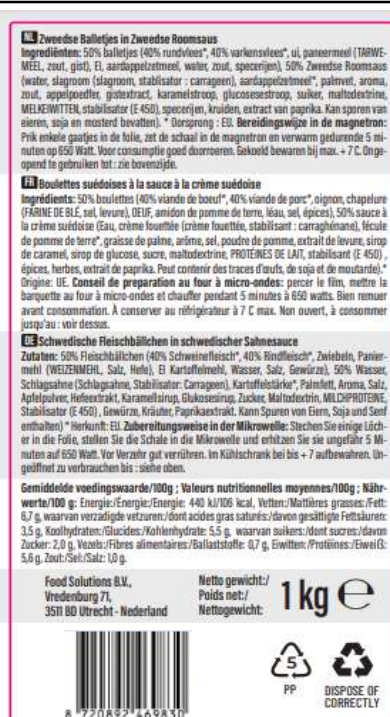 NL Zweedse Balletjes in Zweedse Roomsaus
Ingrediënten: 50% balletjes (40% rundvlees*, 40% varkensvlees*, ui, paneermeel (TARWE-
MEEL, zout, gist), EI, aardappelzetmeel, water, zout, specerijen), 50% Zweedse Roomsaus
(water, slagroom (slagroom, stablisator : carrageen), aardappelzetmeel*, palmvet, aroma,
zout, appelpoeder, gistextract, karamelstroop, glucosestroop, suiker, maltodextrine,
MELKEIWITTEN, stabilisator (E 450), specerijen, kruiden, extract van paprika. Kan sporen van
eieren, soja en mosterd bevatten). * Oorsprong : EU. Bereidingswijze in de magnetron:
Prik enkele gaatjes in de folie, zet de schaal in de magnetron en verwarm gedurende 5 mi-
nuten op 650 Watt. Voor consumptie goed doorroeren. Gekoeld bewaren bij max. + 7 C. Onge-
opend te gebruiken tot : zie bovenzijde.
FR Boulettes suédoises à la sauce à la crème suédoise
Ingrédients: 50% boulettes (40% viande de bœuf*, 40% viande de porc*, oignon, chapelure
(FARINE DE BLÉ, sel, levure), OEUF, amidon de pomme de terre, léau, sel, épices), 50% sauce à
la crème suédoise (Eau, crème fouettée (crème fouettée, stabilisant : carraghénane), fécule
de pomme de terre*, graisse de palme, arôme, sel, poudre de pomme, extrait de levure, sirop
de caramel, sirop de glucose, sucre, maltodextrine, PROTÉINES DE LAIT, stabilisant (E 450) ,
épices, herbes, extrait de paprika. Peut contenir des traces d'œufs, de soja et de moutarde).*
Origine: UE. Conseil de preparation au four à micro-ondes: percer le film, mettre la
barquette au four à micro-ondes et chauffer pendant 5 minutes à 650 watts. Bien remuer
avant consommation. À conserver au réfrigérateur à 7 C max. Non ouvert, à consommer
jusqu'au : voir dessus.
DE Schwedische Fleischbällchen in schwedischer Sahnesauce
Zutaten: 50% Fleischbällchen (40% Schweinefleisch*, 40% Rindfleisch*, Zwiebeln, Panier-
mehl (WEIZENMEHL, Salz, Hefe), EI Kartoffelmehl, Wasser, Salz, Gewürze), 50% Wasser,
Schlagsahne (Schlagsahne, Stabilisator: Carrageen), Kartoffelstärke*, Palmfett, Aroma, Salz,
Apfelpulver, Hefeextrakt, Karamellsirup, Glukosesirup, Zucker, Maltodextrin, MILCHPROTEINE,
Stabilisator (E 450) , Gewürze, Kräuter, Paprikaextrakt. Kann Spuren von Eiern, Soja und Senf
enthalten) * Herkunft: EU. Zubereitungsweise in der Mikrowelle: Stechen Sie einige Löch-
er in die Folie, stellen Sie die Schale in die Mikrowelle und erhitzen Sie sie ungefähr 5 Mi-
nuten auf 650 Watt. Vor Verzehr gut verrühren. Im Kühlschrank bei bis + 7 aufbewahren. Un-
geöffnet zu verbrauchen bis : siehe oben.
Gemiddelde voedingswaarde/100g ; Valeurs nutritionnelles moyennes/100g ; Nähr-
werte/100 g: Energie:/Energie:/Energie: 440 kJ/106 kcal, Vetten:/Mattières grasses:/Fett:
6,7 g, waarvan verzadigde vetzuren:/dont acides gras saturés:/davon gesättigte Fettsäuren:
3,5 g, Koolhydraten:/Glucides:/Kohlenhydrate: 5,5 g, waarvan suikers:/dont sucres:/davon
Zucker: 2,0 g, Vezels:/Fibres alimentaires:/Ballaststoffe: 0,7 g, Eiwitten:/Protéines:/Eiweiß:
5,6 g, Zout:/Sel:/Salz: 1,0 g.
Food Solutions B.V.,
Vredenburg 71,
3511 BD Utrecht - Nederland
Netto gewicht:/
Poids net:/
Nettogewicht:
1 kg ℮
8 720892 469830
5
PP
DISPOSE OF
CORRECTLY